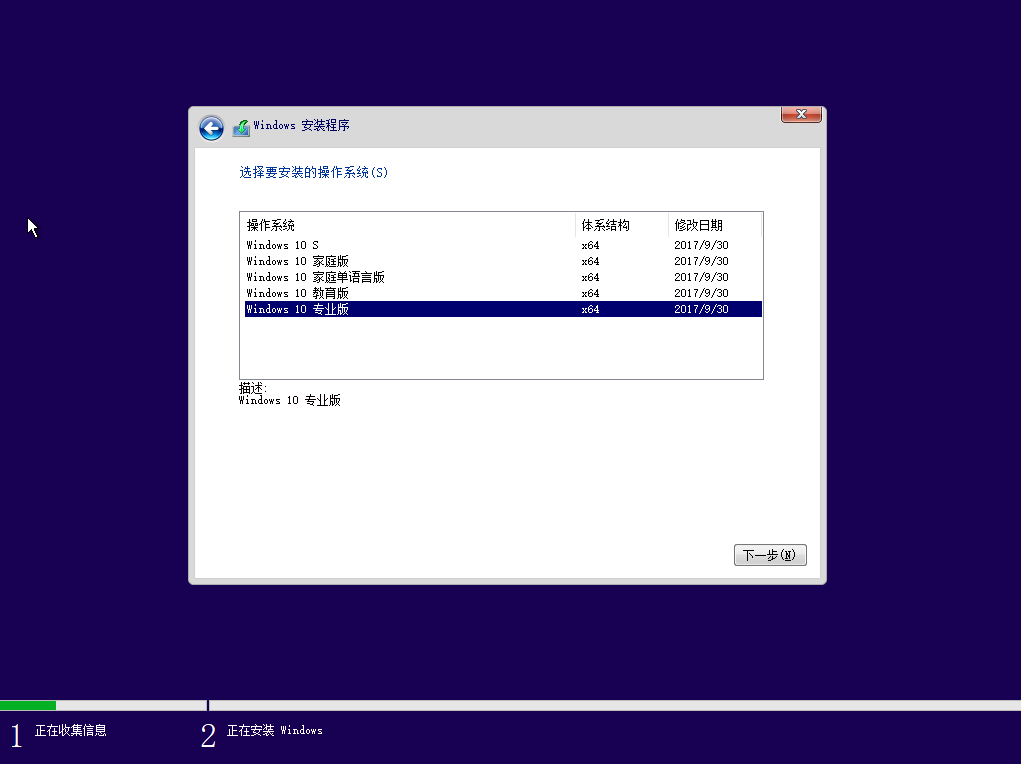 Windows 安装程序
选择要安装的操作系统(S)
操作系统 体系结构 修改日期
Windows 10 S x64 2017/9/30
Windows 10 家庭版 x64 2017/9/30
Windows 10 家庭单语言版 x64 2017/9/30
Windows 10 教育版 x64 2017/9/30
Windows 10 专业版 x64 2017/9/30
描述:
Windows 10 专业版
下一步(N)
1 正在收集信息 2 正在安装 Windows